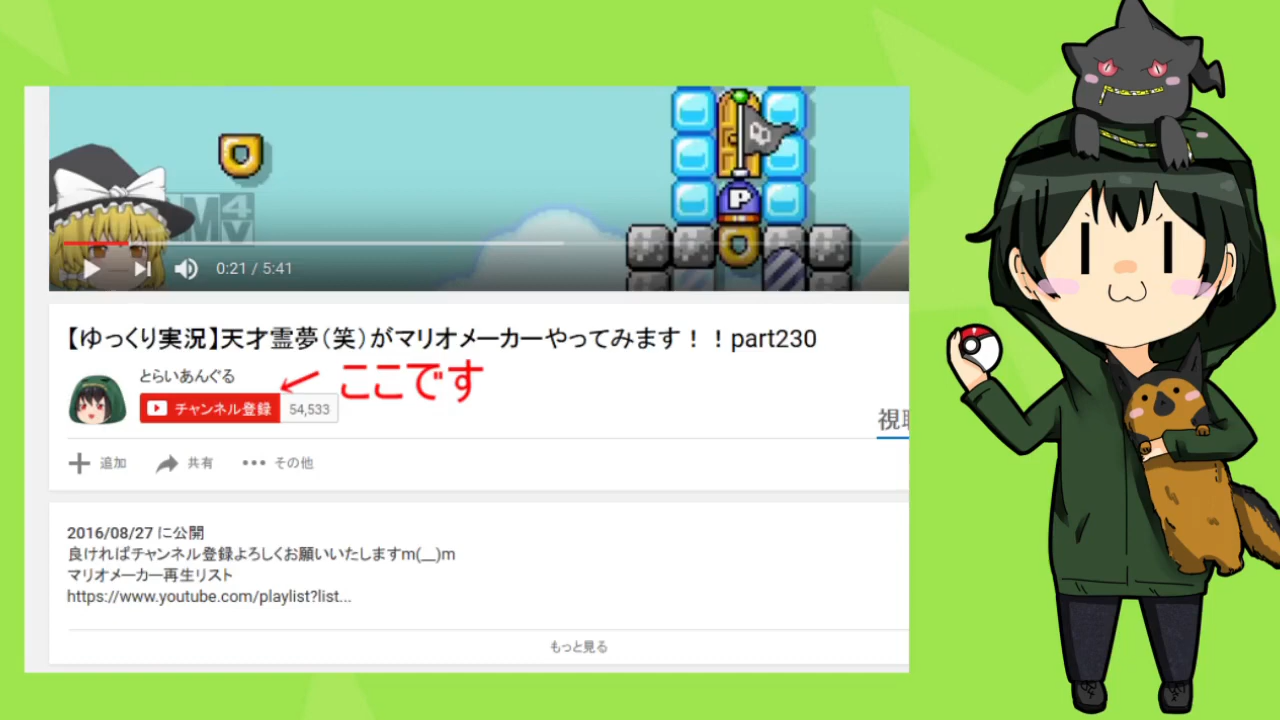 P
0:21 / 5:41
【ゆっくり実況】天才霊夢（笑）がマリオメーカーやってみます！！part230
とらいあんぐる
ここです
チャンネル登録 54,533
視聴
追加 共有 その他
2016/08/27 に公開
良ければチャンネル登録よろしくお願いいたしますm(__)m
マリオメーカー再生リスト
https://www.youtube.com/playlist?list...
もっと見る